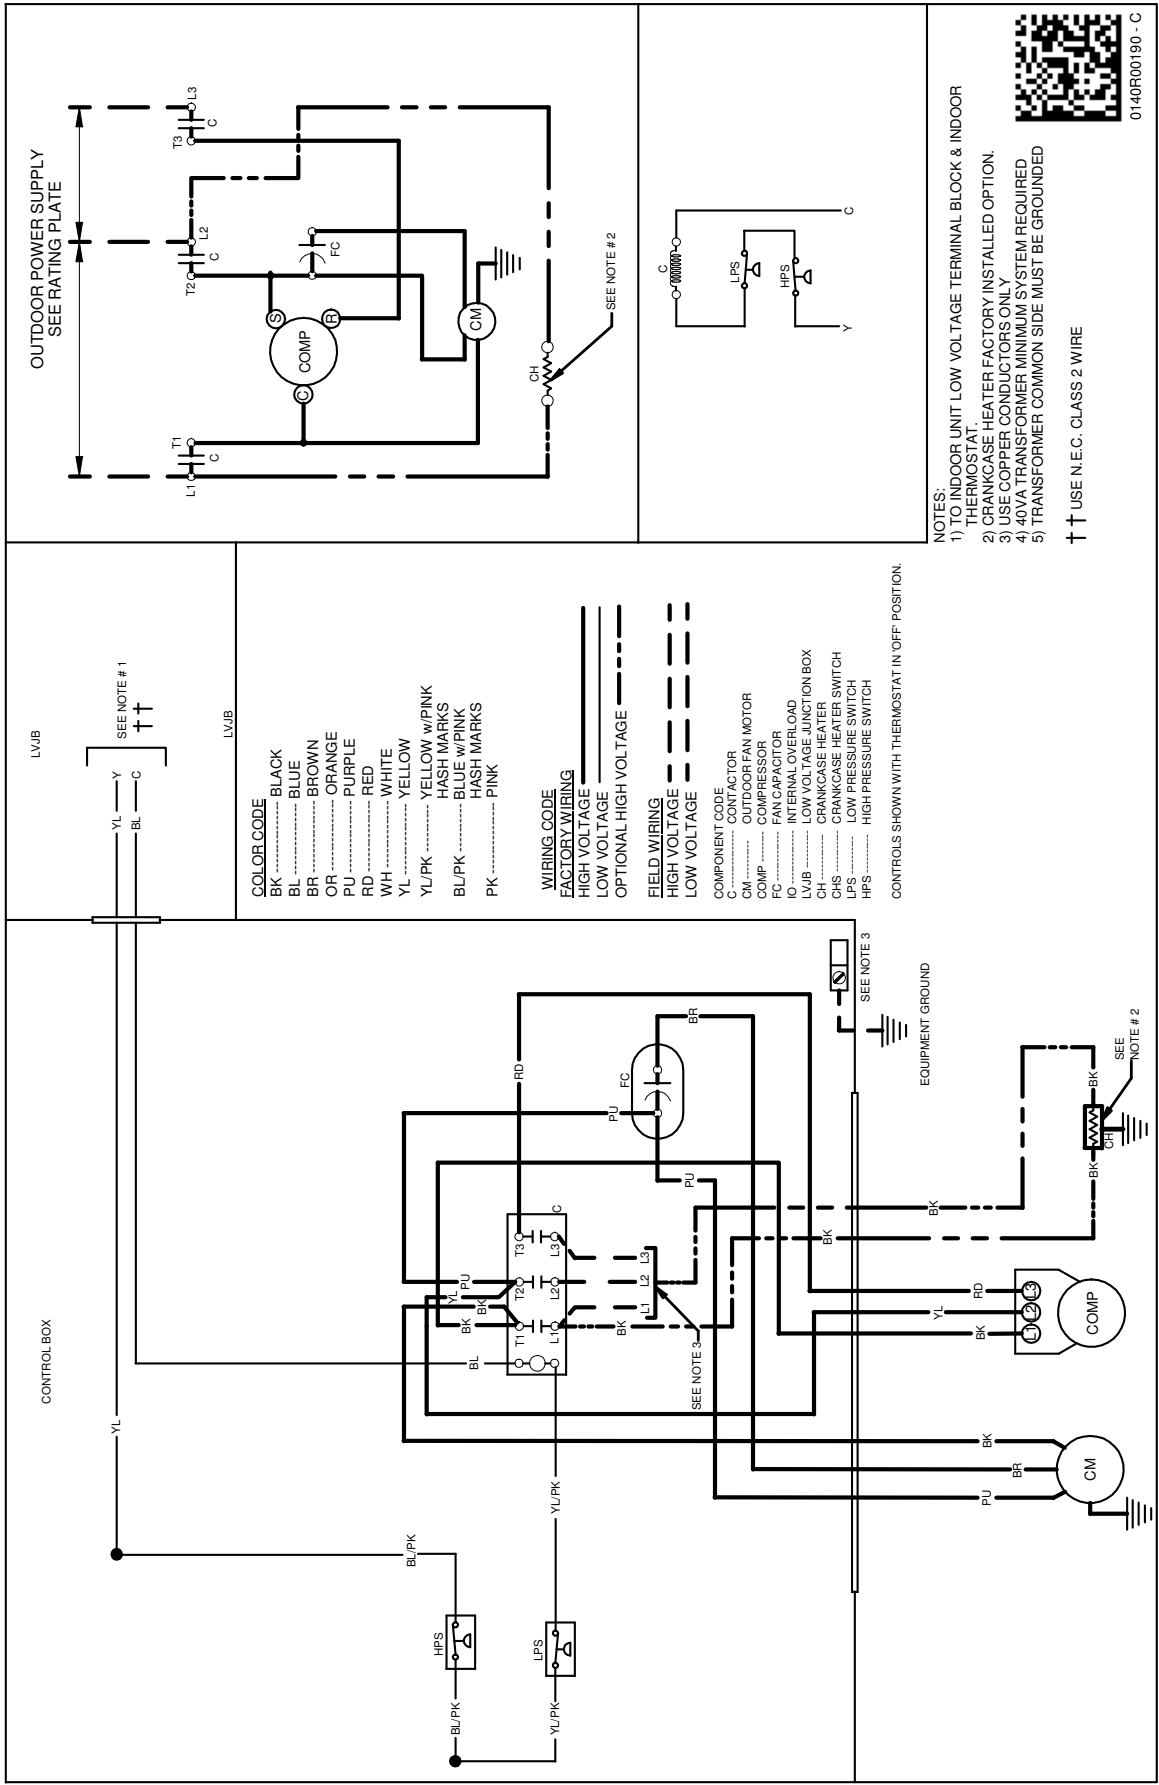 CONTROL BOX
YL
BL/PK
HPS
BL/PK
LPS
YL/PK
YL/PK
BL
T1
T2
T3
L1
L2
L3
C
BK
BK
YL
PU
BK
L1
L2
L3
SEE NOTE 3
RD
PU
FC
BR
PU
BK
BK
SEE NOTE 3
EQUIPMENT GROUND
PU
BR
BK
CM
BK
YL
RD
L1
L2
L3
COMP
BK
BK
CH
SEE
NOTE # 2
LVJB
YL
Y
BL
C
SEE NOTE # 1
††
LVJB
COLOR CODE
BK ---------- BLACK
BL ---------- BLUE
BR ---------- BROWN
OR ---------- ORANGE
PU ---------- PURPLE
RD ---------- RED
WH ---------- WHITE
YL ---------- YELLOW
YL/PK --------- YELLOW w/PINK
HASH MARKS
BL/PK --------- BLUE w/PINK
HASH MARKS
PK ---------- PINK
WIRING CODE
FACTORY WIRING
HIGH VOLTAGE
LOW VOLTAGE
OPTIONAL HIGH VOLTAGE
FIELD WIRING
HIGH VOLTAGE
LOW VOLTAGE
COMPONENT CODE
C ---------- CONTACTOR
CM ---------- OUTDOOR FAN MOTOR
COMP ---------- COMPRESSOR
FC ---------- FAN CAPACITOR
IO ---------- INTERNAL OVERLOAD
LVJB ---------- LOW VOLTAGE JUNCTION BOX
CH ---------- CRANKCASE HEATER
CHS ---------- CRANKCASE HEATER SWITCH
LPS ---------- LOW PRESSURE SWITCH
HPS ---------- HIGH PRESSURE SWITCH
CONTROLS SHOWN WITH THERMOSTAT IN 'OFF' POSITION.
OUTDOOR POWER SUPPLY
SEE RATING PLATE
L1
T1
C
T2
L2
C
T3
L3
C
S
R
C
COMP
FC
CM
CH
SEE NOTE # 2
C
LPS
HPS
Y
C
NOTES:
1) TO INDOOR UNIT LOW VOLTAGE TERMINAL BLOCK & INDOOR
THERMOSTAT.
2) CRANKCASE HEATER FACTORY INSTALLED OPTION.
3) USE COPPER CONDUCTORS ONLY
4) 40VA TRANSFORMER MINIMUM SYSTEM REQUIRED
5) TRANSFORMER COMMON SIDE MUST BE GROUNDED
†† USE N.E.C. CLASS 2 WIRE
0140R00190 - C